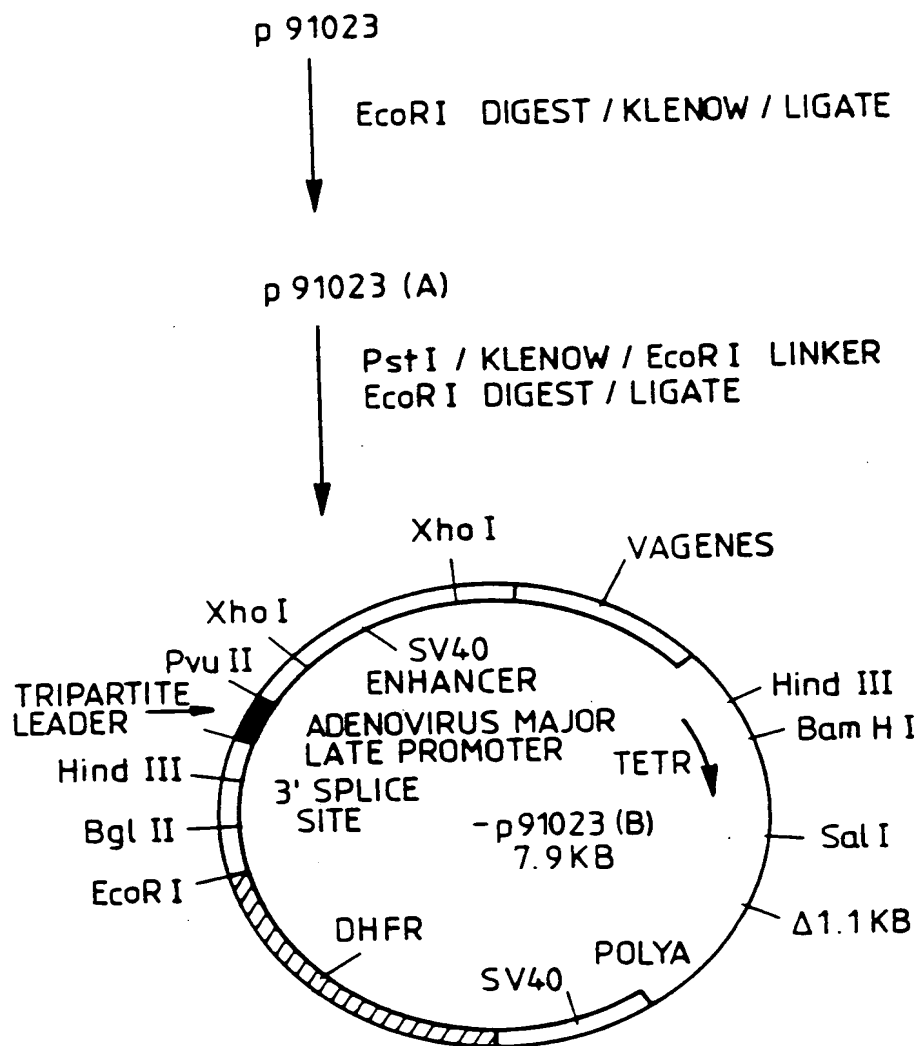 p 91023
EcoR I DIGEST / KLENOW / LIGATE
p 91023 (A)
Pst I / KLENOW / EcoR I LINKER
EcoR I DIGEST / LIGATE
Xho I
VAGENES
Xho I
SV40
ENHANCER
Pvu II
TRIPARTITE
LEADER
ADENOVIRUS MAJOR
LATE PROMOTER
Hind III
Bam H I
TETR
Hind III
3' SPLICE
SITE
Bgl II
-p91023 (B)
7.9 KB
Sal I
EcoR I
Δ1.1 KB
DHFR
POLYA
SV40